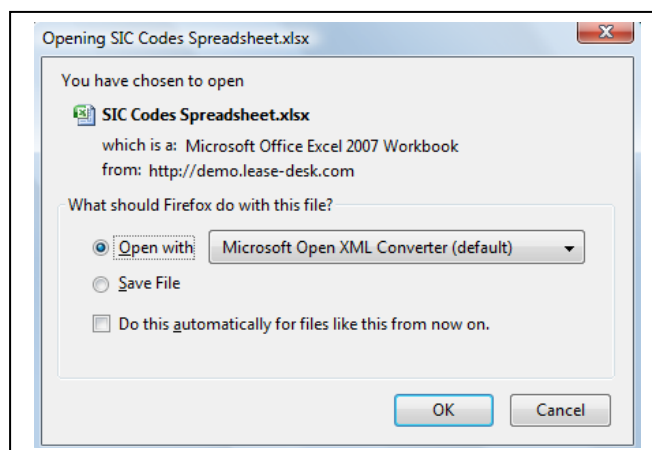 Opening SIC Codes Spreadsheet.xlsx
You have chosen to open
SIC Codes Spreadsheet.xlsx
which is a: Microsoft Office Excel 2007 Workbook
from: http://demo.lease-desk.com
What should Firefox do with this file?
Open with Microsoft Open XML Converter (default)
Save File
Do this automatically for files like this from now on.
OK Cancel